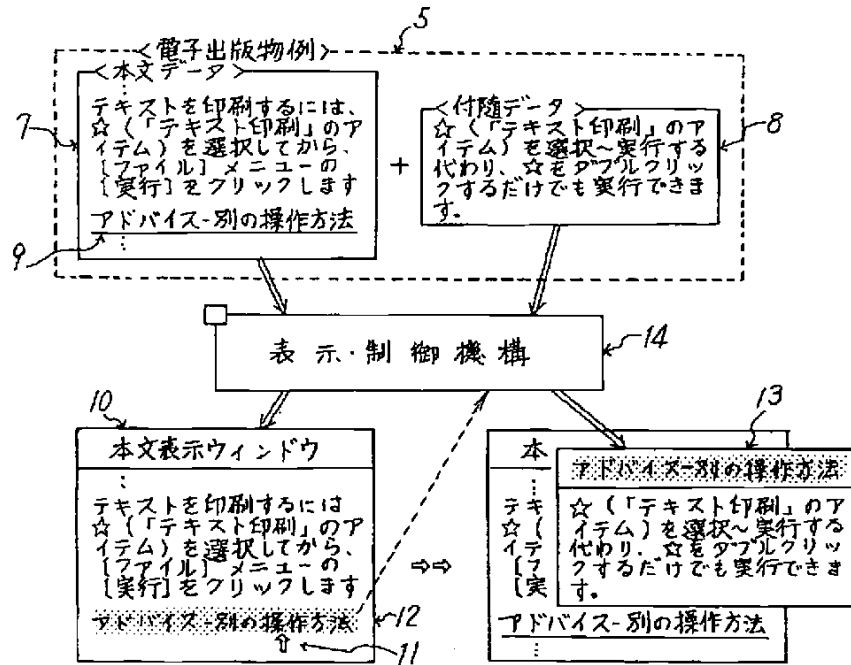 5
<電子出版物例>
<本文データ>
⋮
テキストを印刷するには、
☆(「テキスト印刷」のア
イテム)を選択してから、
[ファイル]メニューの
[実行]をクリックします
アドバイス-別の操作方法
⋮
7
9
+
<付随データ>
☆(「テキスト印刷」のア
イテム)を選択~実行する
代わり、☆をダブルクリッ
クするだけでも実行できま
す。
8
表示・制御機構
14
10
本文表示ウィンドウ
⋮
テキストを印刷するには
☆(「テキスト印刷」のア
イテム)を選択してから、
[ファイル]メニューの
[実行]をクリックします
アドバイス-別の操作方法
12
11
13
本
⋮
テキ
☆(
イテ
[フ
[実
アドバイス-別の操作方法
⋮
アドバイス-別の操作方法
☆(「テキスト印刷」のア
イテム)を選択~実行する
代わり、☆をダブルクリッ
クするだけでも実行できま
す。